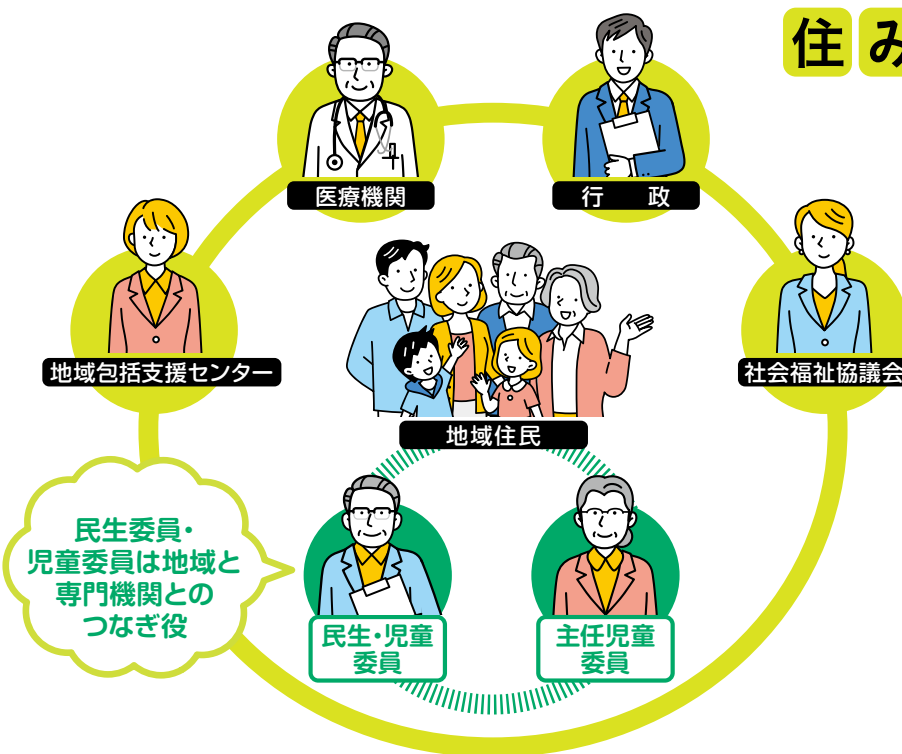 住み
医療機関
行　政
地域包括支援センター
社会福祉協議会
地域住民
民生委員・
児童委員は地域と
専門機関との
つなぎ役
民生・児童
委員
主任児童
委員